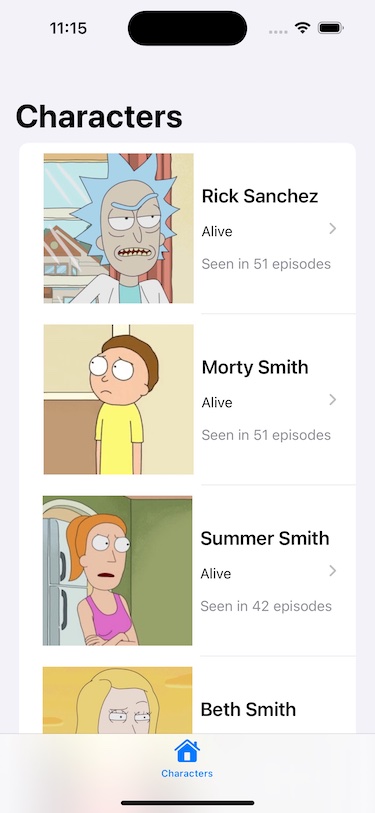 11:15
Characters
Rick Sanchez
Alive
Seen in 51 episodes
Morty Smith
Alive
Seen in 51 episodes
Summer Smith
Alive
Seen in 42 episodes
Beth Smith
Characters